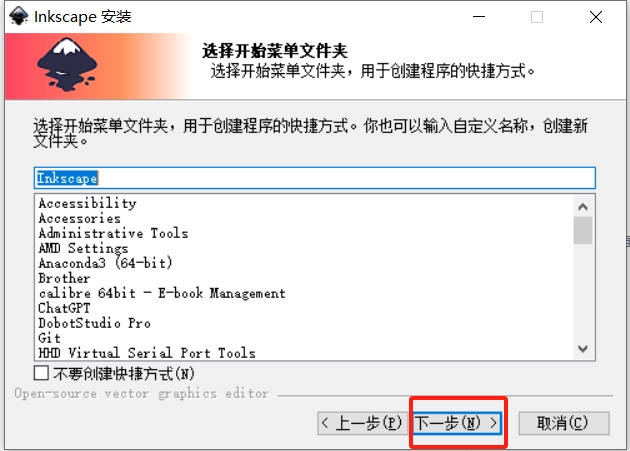 Inkscape 安装
选择开始菜单文件夹
选择开始菜单文件夹，用于创建程序的快捷方式。
选择开始菜单文件夹，用于创建程序的快捷方式。你也可以输入自定义名称，创建新
文件夹。
Inkscape
Accessibility
Accessories
Administrative Tools
AMD Settings
Anaconda3 (64-bit)
Brother
calibre 64bit - E-book Management
ChatGPT
DobotStudio Pro
Git
HHD Virtual Serial Port Tools
不要创建快捷方式(N)
Open-source vector graphics editor
< 上一步(P) 下一步(N) > 取消(C)